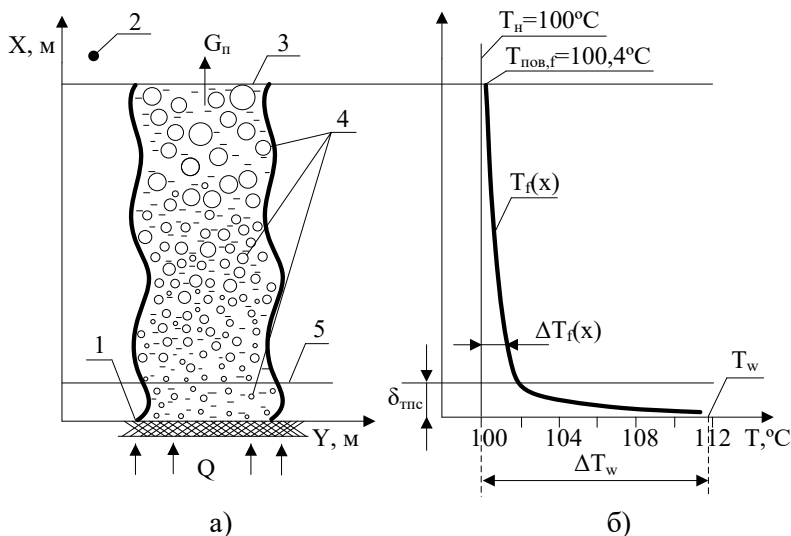 X, м
2
Gп
3
4
1
5
Y, м
Q
а)
Tн=100ºC
Tпов,f=100,4ºC
Tf(x)
ΔTf(x)
Tw
δтпс
100
104
108
112
T,ºC
ΔTw
б)